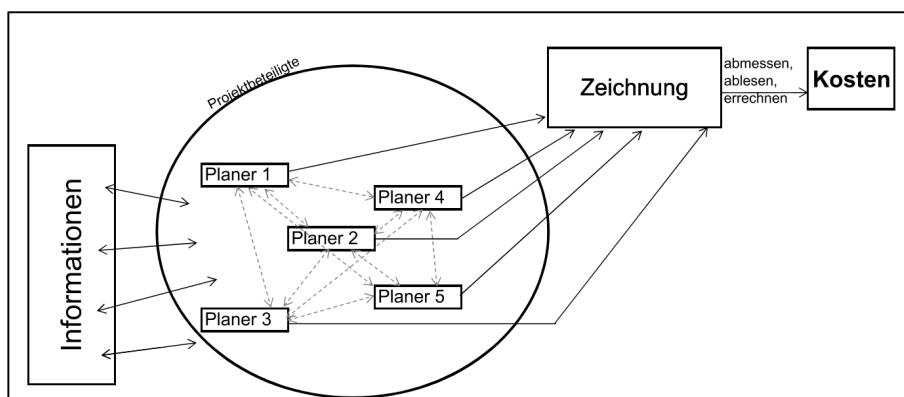 Projektbeteiligte
Informationen
Planer 1
Planer 4
Planer 2
Planer 5
Planer 3
Zeichnung
abmessen,
ablesen,
errechnen
Kosten